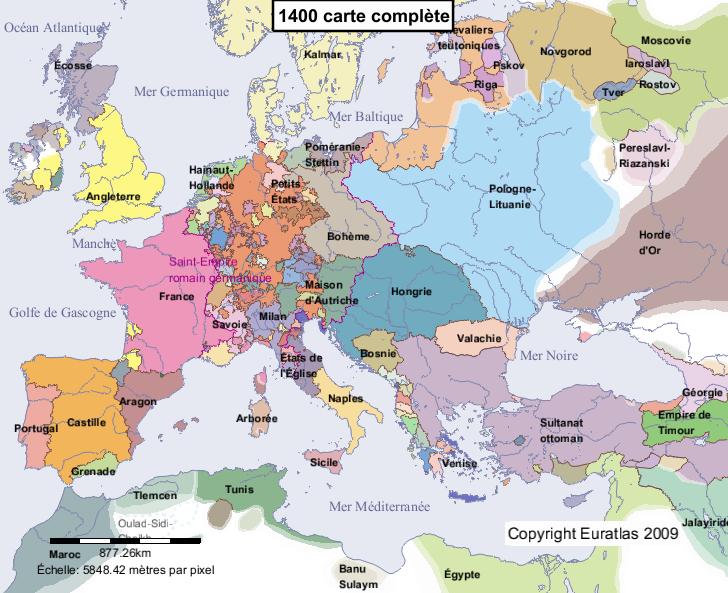 1400 carte complète
Océan Atlantique
Écosse
Mer Germanique
Kalmar
Chevaliers
teutoniques
Pskov
Riga
Novgorod
Moscovie
Iaroslavl
Rostov
Tver
Mer Baltique
Poméranie-
Stettin
Pereslavl-
Riazanski
Hainaut-
Hollande
Petits
États
Angleterre
Pologne-
Lituanie
Manche
Bohème
Horde
d'Or
Saint-Empire
romain germanique
France
Maison
d'Autriche
Hongrie
Golfe de Gascogne
Savoie
Milan
Valachie
Mer Noire
Bosnie
États de
l'Église
Géorgie
Aragon
Naples
Arborée
Portugal
Castille
Sultanat
ottoman
Empire de
Timour
Grenade
Sicile
Venise
Tlemcen
Tunis
Mer Méditerranée
Oulad-Sidi-
Cheikh
Jalayirides
Copyright Euratlas 2009
Maroc
877.26km
Échelle: 5848.42 mètres par pixel
Banu
Sulaym
Égypte